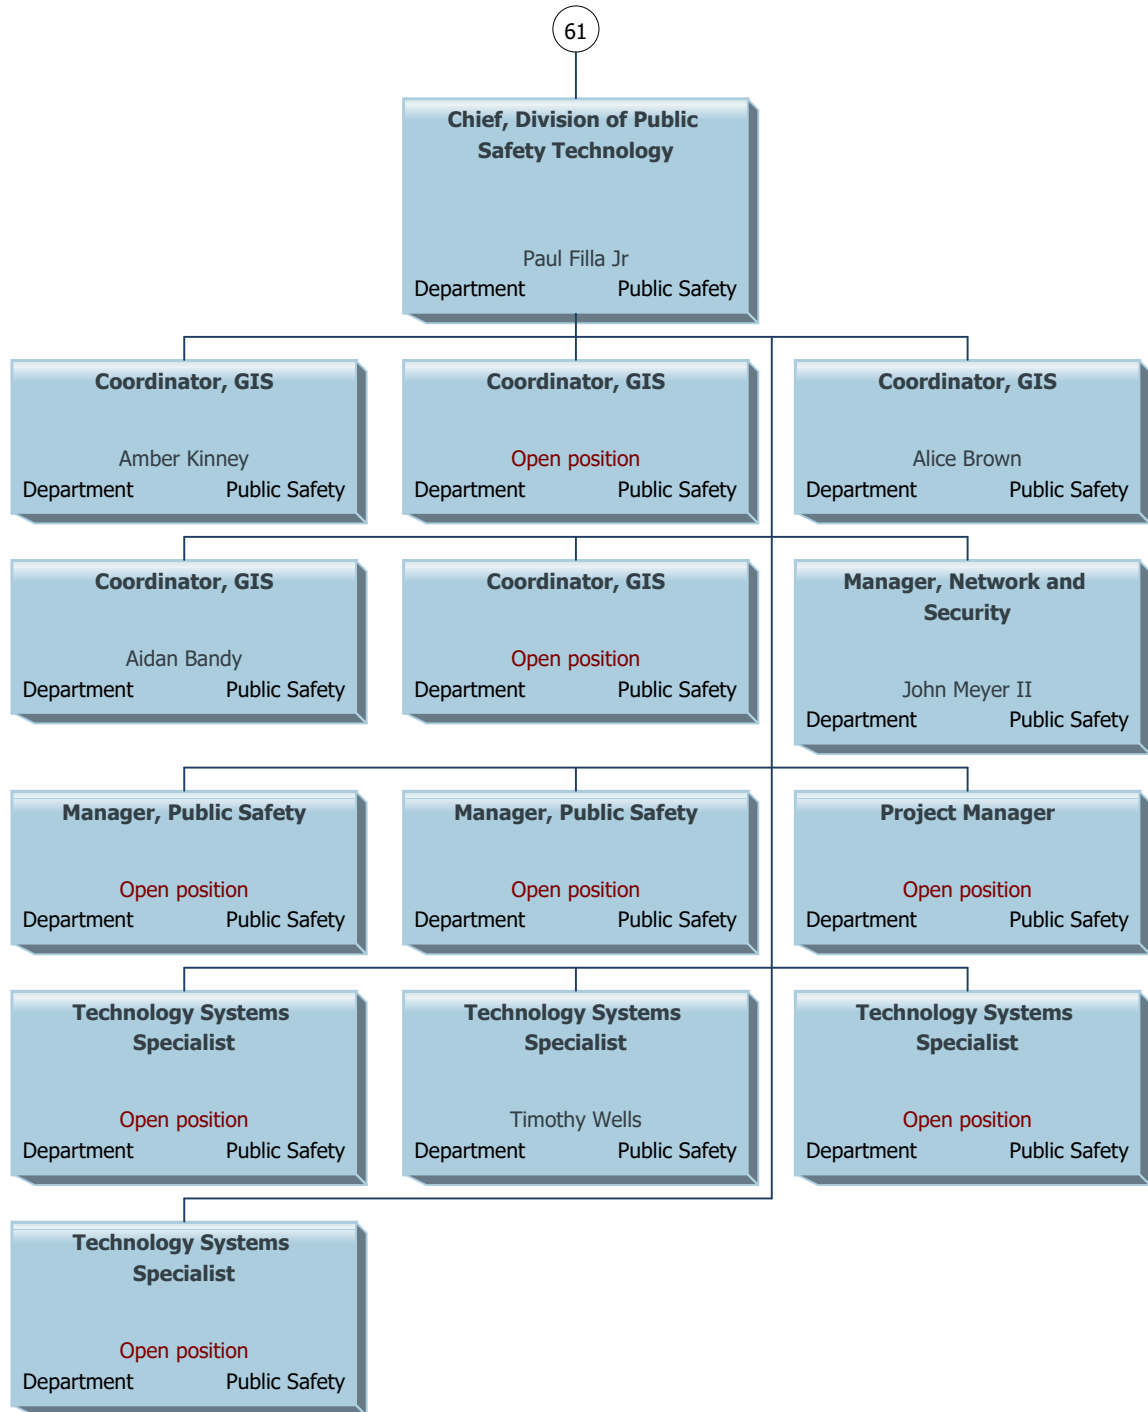 61
Chief, Division of Public
Safety Technology
Paul Filla Jr
Department Public Safety
Coordinator, GIS
Amber Kinney
Department Public Safety
Coordinator, GIS
Open position
Department Public Safety
Coordinator, GIS
Alice Brown
Department Public Safety
Coordinator, GIS
Aidan Bandy
Department Public Safety
Coordinator, GIS
Open position
Department Public Safety
Manager, Network and
Security
John Meyer II
Department Public Safety
Manager, Public Safety
Open position
Department Public Safety
Manager, Public Safety
Open position
Department Public Safety
Project Manager
Open position
Department Public Safety
Technology Systems
Specialist
Open position
Department Public Safety
Technology Systems
Specialist
Timothy Wells
Department Public Safety
Technology Systems
Specialist
Open position
Department Public Safety
Technology Systems
Specialist
Open position
Department Public Safety